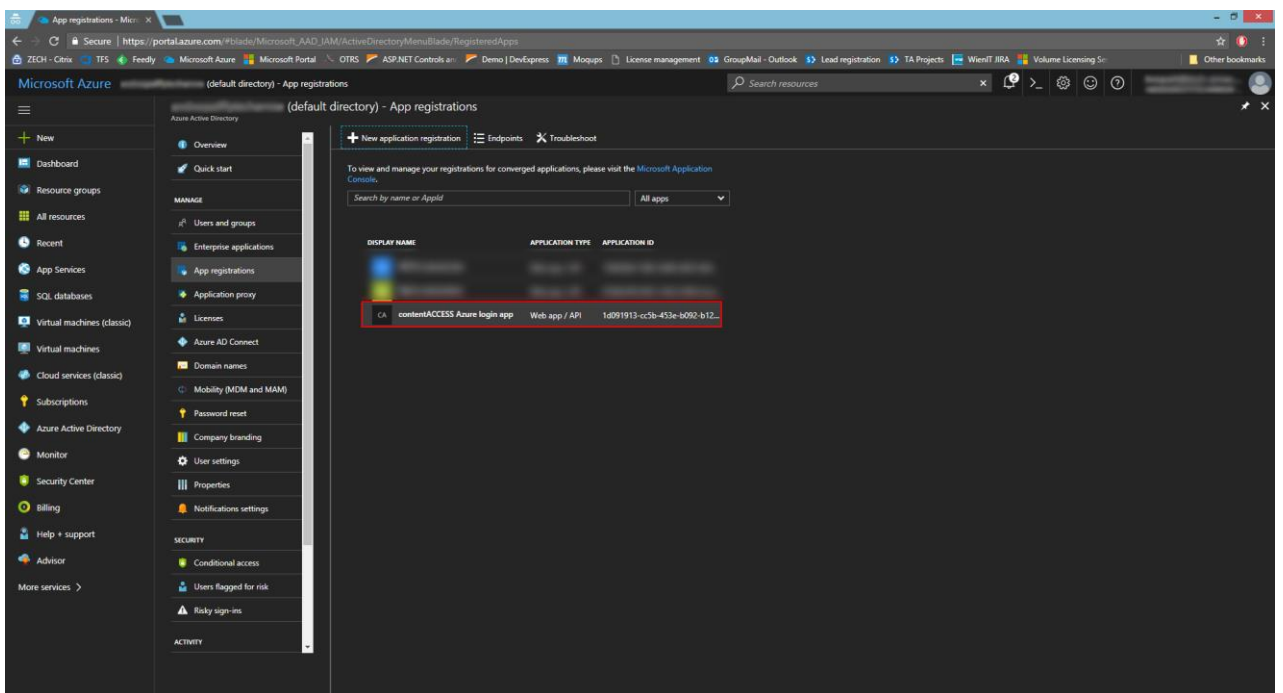 App registrations - Micr
Secure | https://portal.azure.com/#blade/Microsoft_AAD_IAM/ActiveDirectoryMenuBlade/RegisteredApps
ZECH - Citrix TFS Feedly Microsoft Azure Microsoft Portal OTRS ASP.NET Controls an Demo | DevExpress Moqups License management GroupMail - Outlook Lead registration TA Projects WienIT JIRA Volume Licensing Se Other bookmarks
Microsoft Azure (default directory) - App registrations Search resources
(default directory) - App registrations
Azure Active Directory
New
Dashboard
Resource groups
All resources
Recent
App Services
SQL databases
Virtual machines (classic)
Virtual machines
Cloud services (classic)
Subscriptions
Azure Active Directory
Monitor
Security Center
Billing
Help + support
Advisor
More services >
Overview
Quick start
MANAGE
Users and groups
Enterprise applications
App registrations
Application proxy
Licenses
Azure AD Connect
Domain names
Mobility (MDM and MAM)
Password reset
Company branding
User settings
Properties
Notifications settings
SECURITY
Conditional access
Users flagged for risk
Risky sign-ins
ACTIVITY
New application registration Endpoints Troubleshoot
To view and manage your registrations for converged applications, please visit the Microsoft Application
Console.
Search by name or AppId All apps
DISPLAY NAME APPLICATION TYPE APPLICATION ID
CA contentACCESS Azure login app Web app / API 1d091913-cc5b-453e-b092-b12...